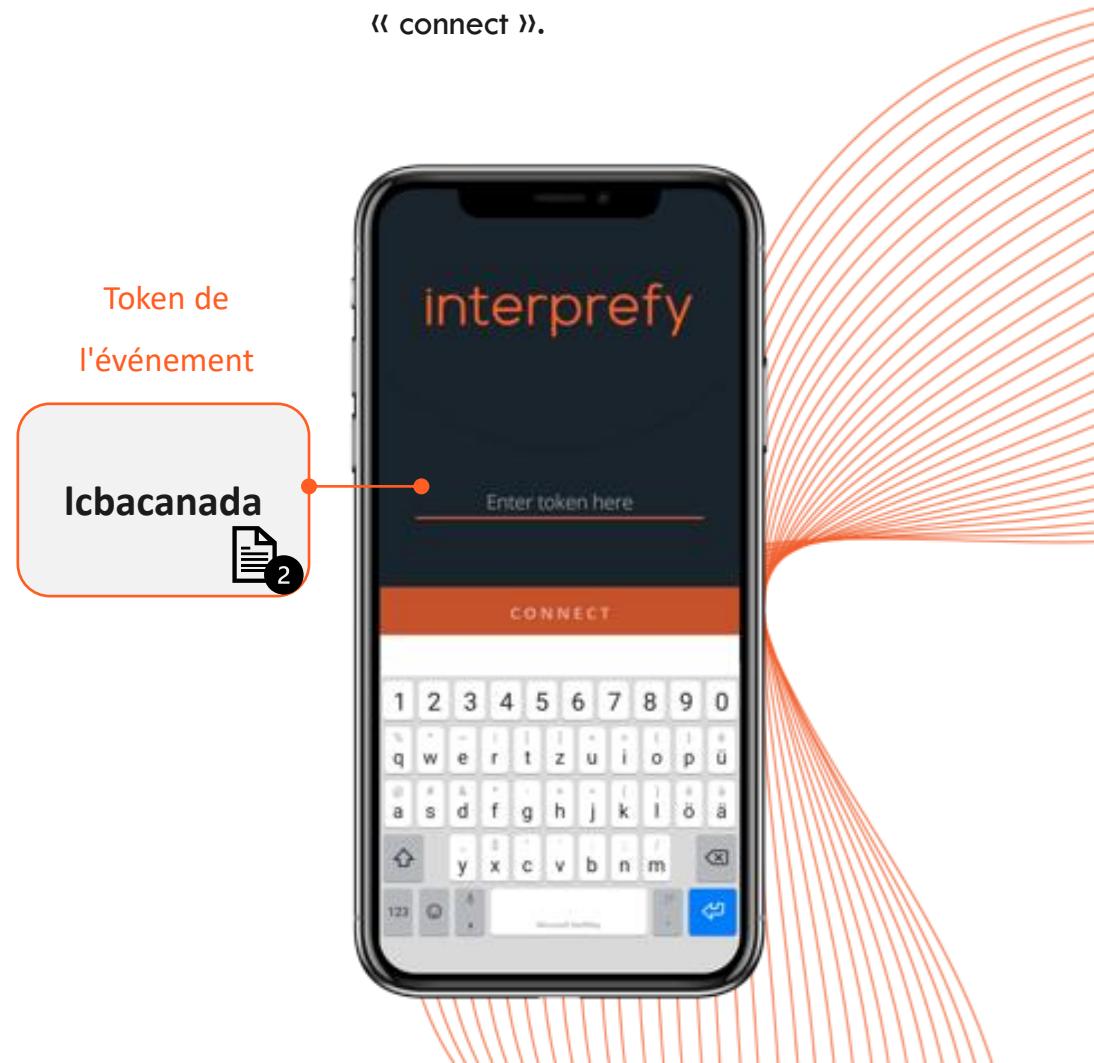 « connect ».
Token de
l'événement
lcbacanada
2
interprefy
Enter token here
CONNECT
1 2 3 4 5 6 7 8 9 0
q w e r t z u i o p ü
a s d f g h j k l ö ä
y x c v b n m
123